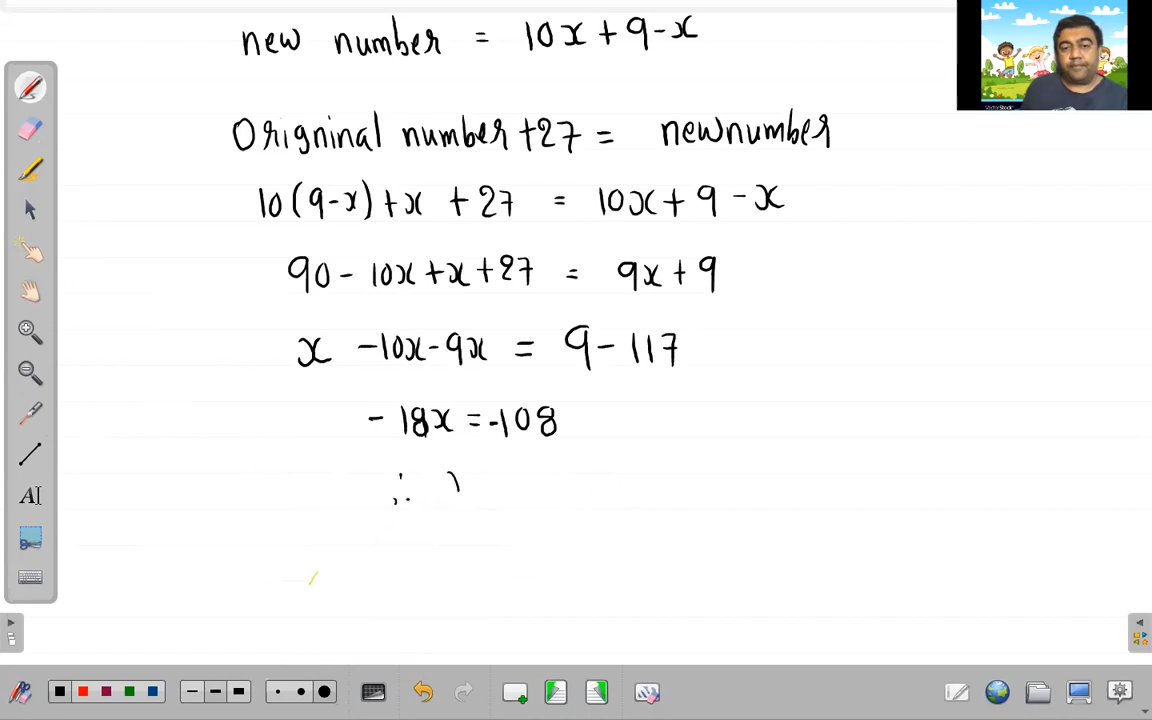 new number = 10x + 9 - x
Origninal number + 27 = newnumber
10(9-x) + x + 27 = 10x + 9 - x
90 - 10x + x + 27 = 9x + 9
x - 10x - 9x = 9 - 117
- 18x = -108
∴ )